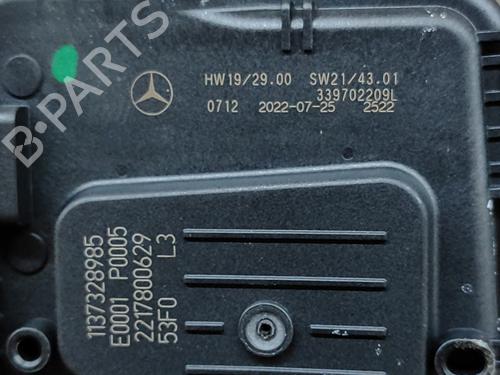 HW19/29.00 SW21/43.01
339702209L
0712 2022-07-25 2522
1137328985
E0001 P0005
2217800629
53F0 L3
B-PARTS